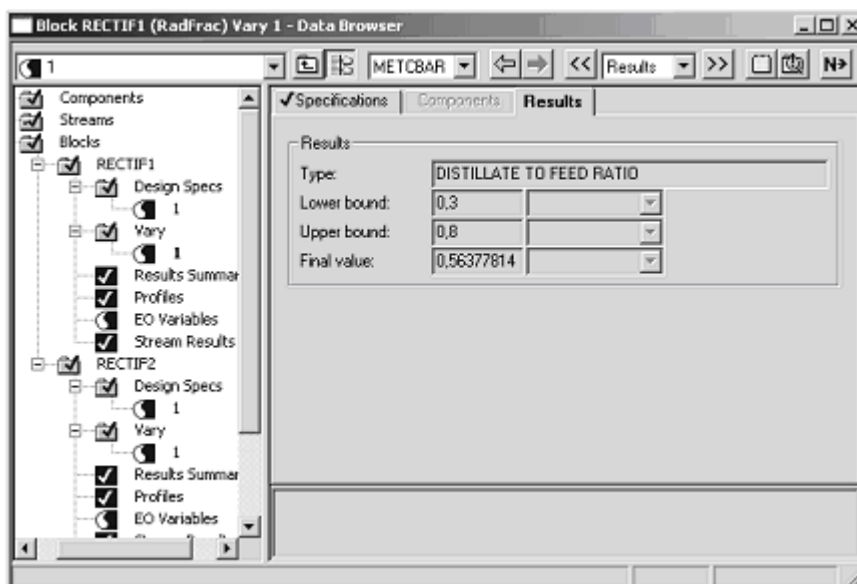 Block RECTIF1 (RadFrac) Vary 1 - Data Browser
1
METCBAR
<<
Results
>>
N>
Components
Streams
Blocks
RECTIF1
Design Specs
1
Vary
1
Results Summar
Profiles
EO Variables
Stream Results
RECTIF2
Design Specs
1
Vary
1
Results Summar
Profiles
EO Variables
Specifications
Components
Results
Results
Type:
DISTILLATE TO FEED RATIO
Lower bound:
0,3
Upper bound:
0,8
Final value:
0,56377814